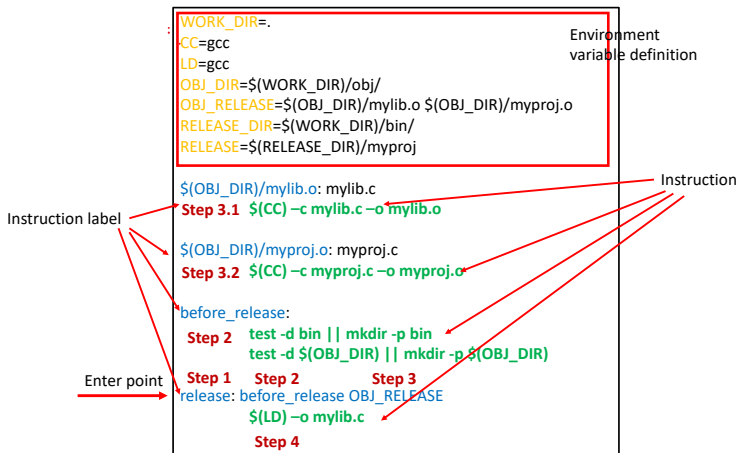 WORK_DIR=.
CC=gcc
LD=gcc
OBJ_DIR=$(WORK_DIR)/obj/
OBJ_RELEASE=$(OBJ_DIR)/mylib.o $(OBJ_DIR)/myproj.o
RELEASE_DIR=$(WORK_DIR)/bin/
RELEASE=$(RELEASE_DIR)/myproj
Environment
variable definition
$(OBJ_DIR)/mylib.o: mylib.c
Step 3.1 $(CC) –c mylib.c –o mylib.o
Instruction
Instruction label
$(OBJ_DIR)/myproj.o: myproj.c
Step 3.2 $(CC) –c myproj.c –o myproj.o
before_release:
Step 2 test -d bin || mkdir -p bin
test -d $(OBJ_DIR) || mkdir -p $(OBJ_DIR)
Step 1 Step 2 Step 3
Enter point
release: before_release OBJ_RELEASE
$(LD) –o mylib.c
Step 4